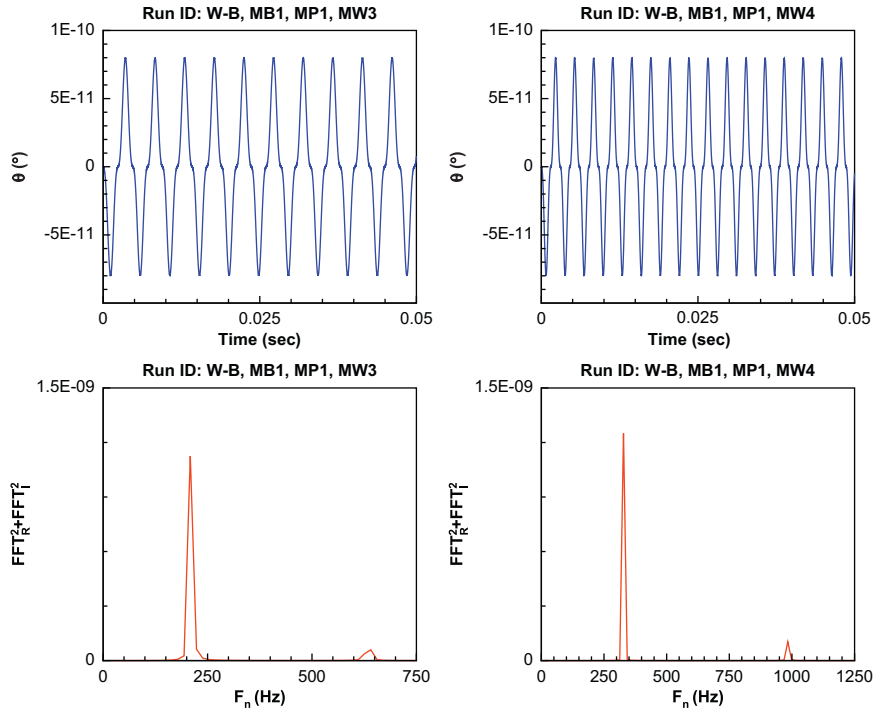 Run ID: W-B, MB1, MP1, MW3
1E-10
5E-11
0
-5E-11
θ (º)
0
0.025
0.05
Time (sec)
Run ID: W-B, MB1, MP1, MW4
1E-10
5E-11
0
-5E-11
θ (º)
0
0.025
0.05
Time (sec)
Run ID: W-B, MB1, MP1, MW3
1.5E-09
0
FFT_R^2+FFT_I^2
0
250
500
750
F_n (Hz)
Run ID: W-B, MB1, MP1, MW4
1.5E-09
0
FFT_R^2+FFT_I^2
0
250
500
750
1000
1250
F_n (Hz)